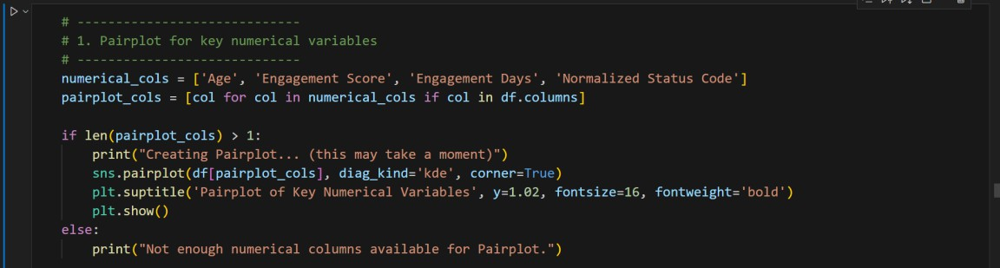 # -----------------------------
# 1. Pairplot for key numerical variables
# -----------------------------
numerical_cols = ['Age', 'Engagement Score', 'Engagement Days', 'Normalized Status Code']
pairplot_cols = [col for col in numerical_cols if col in df.columns]

if len(pairplot_cols) > 1:
    print("Creating Pairplot... (this may take a moment)")
    sns.pairplot(df[pairplot_cols], diag_kind='kde', corner=True)
    plt.suptitle('Pairplot of Key Numerical Variables', y=1.02, fontsize=16, fontweight='bold')
    plt.show()
else:
    print("Not enough numerical columns available for Pairplot.")